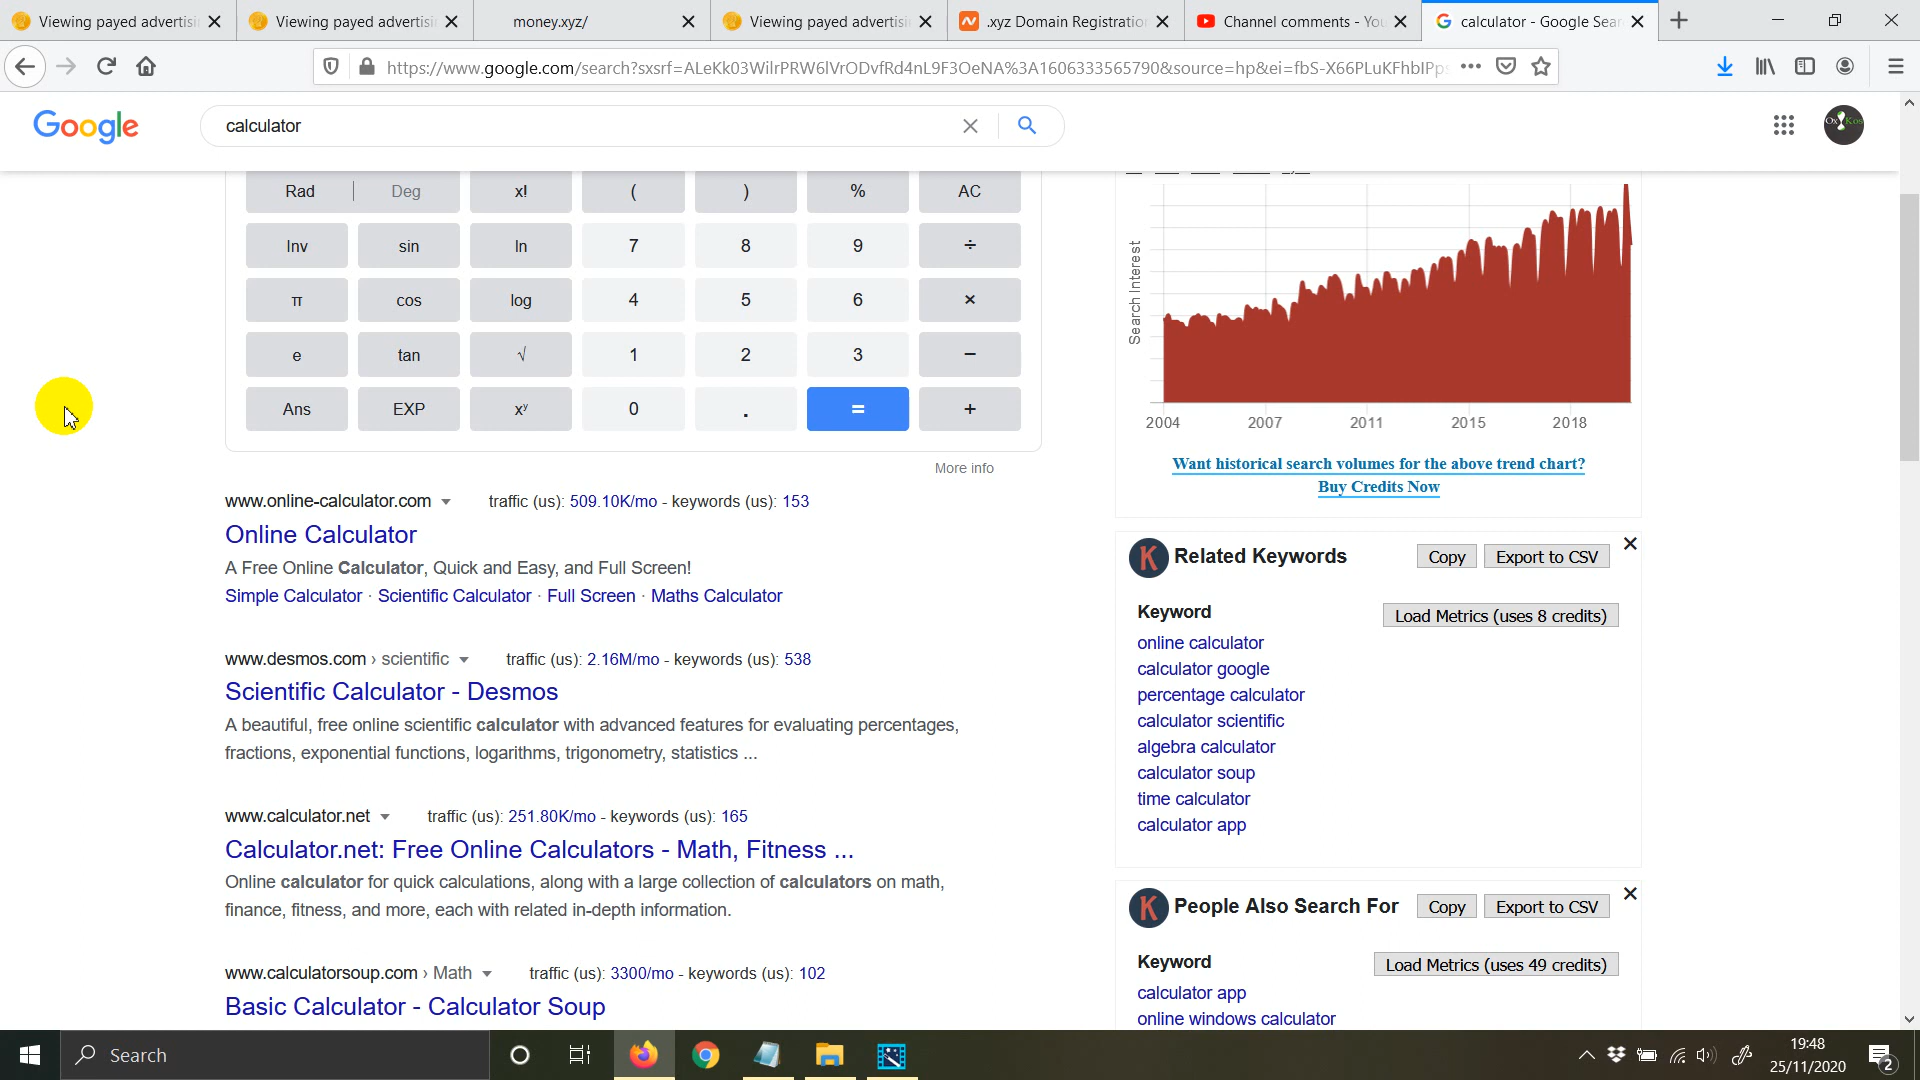 Viewing payed advertisi
Viewing payed advertisi
money.xyz/
Viewing payed advertisi
.xyz Domain Registratio
Channel comments - You
calculator - Google Sear
https://www.google.com/search?sxsrf=ALeKk03WilrPRW6lVrODvfRd4nL9F3OeNA%3A1606333565790&source=hp&ei=fbS-X66PLuKFhbIPps
Google
calculator
Ox Kos
Rad
Deg
x!
(
)
%
AC
Inv
sin
ln
7
8
9
÷
π
cos
log
4
5
6
×
e
tan
√
1
2
3
−
Ans
EXP
xʸ
0
.
=
+
More info
www.online-calculator.com traffic (us): 509.10K/mo - keywords (us): 153
Online Calculator
A Free Online Calculator, Quick and Easy, and Full Screen!
Simple Calculator · Scientific Calculator · Full Screen · Maths Calculator
www.desmos.com › scientific traffic (us): 2.16M/mo - keywords (us): 538
Scientific Calculator - Desmos
A beautiful, free online scientific calculator with advanced features for evaluating percentages,
fractions, exponential functions, logarithms, trigonometry, statistics ...
www.calculator.net traffic (us): 251.80K/mo - keywords (us): 165
Calculator.net: Free Online Calculators - Math, Fitness ...
Online calculator for quick calculations, along with a large collection of calculators on math,
finance, fitness, and more, each with related in-depth information.
www.calculatorsoup.com › Math traffic (us): 3300/mo - keywords (us): 102
Basic Calculator - Calculator Soup
Search Interest
2004
2007
2011
2015
2018
Want historical search volumes for the above trend chart?
Buy Credits Now
K
Related Keywords
Copy
Export to CSV
Keyword
Load Metrics (uses 8 credits)
online calculator
calculator google
percentage calculator
calculator scientific
algebra calculator
calculator soup
time calculator
calculator app
K
People Also Search For
Copy
Export to CSV
Keyword
Load Metrics (uses 49 credits)
calculator app
online windows calculator
Search
19:48
25/11/2020
2